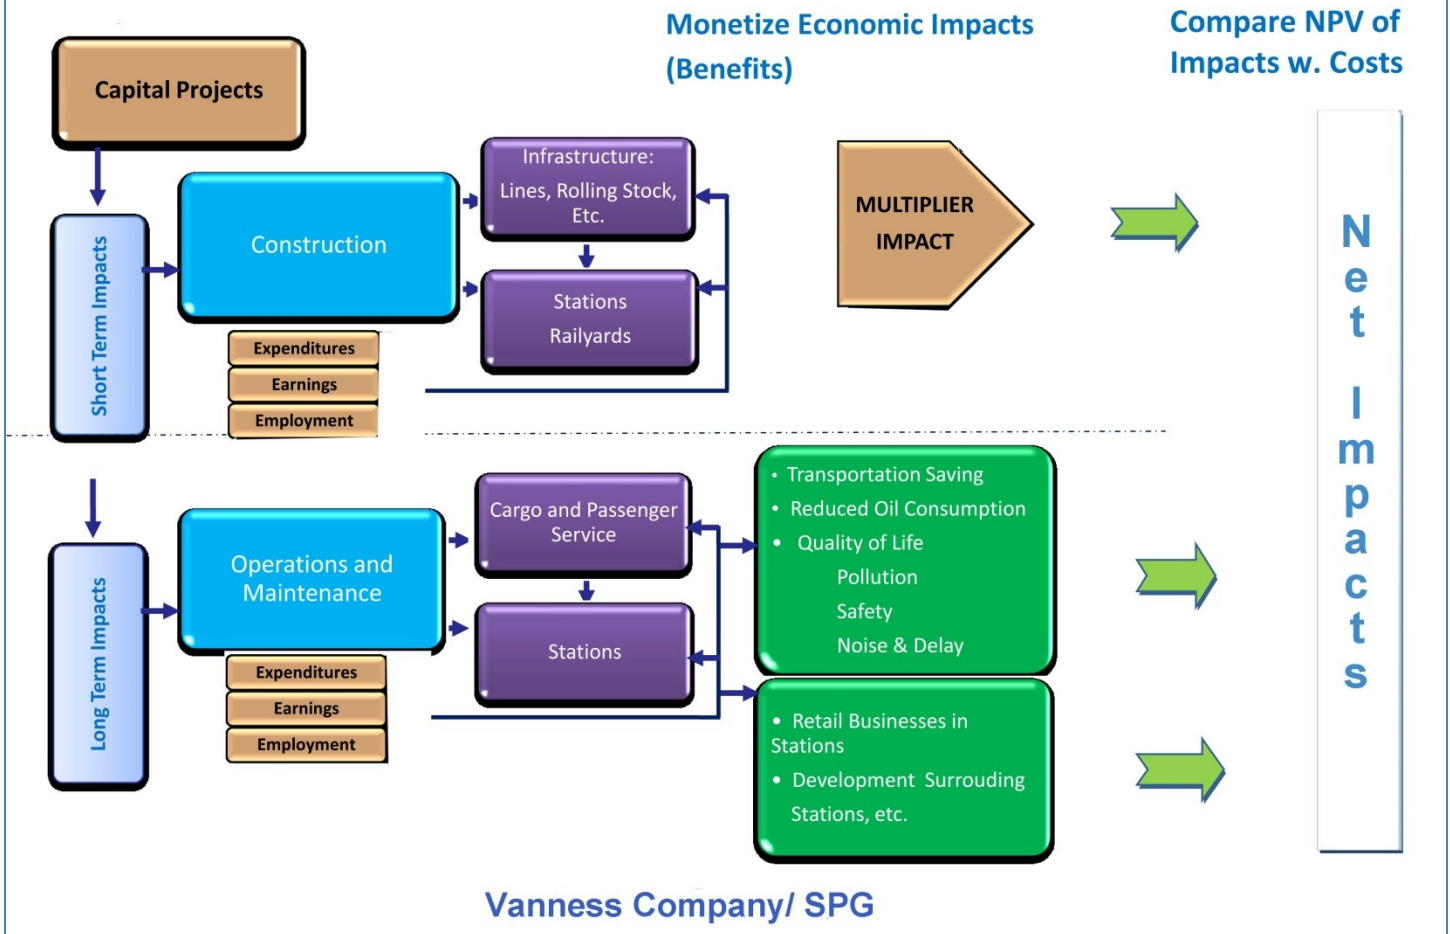 Monetize Economic Impacts
(Benefits)
Compare NPV of
Impacts w. Costs
Capital Projects
Short Term Impacts
Construction
Expenditures
Earnings
Employment
Infrastructure:
Lines, Rolling Stock,
Etc.
Stations
Railyards
MULTIPLIER
IMPACT
Net Impacts
Long Term Impacts
Operations and
Maintenance
Expenditures
Earnings
Employment
Cargo and Passenger
Service
Stations
• Transportation Saving
• Reduced Oil Consumption
• Quality of Life
Pollution
Safety
Noise & Delay
• Retail Businesses in
Stations
• Development Surrouding
Stations, etc.
Vanness Company/ SPG